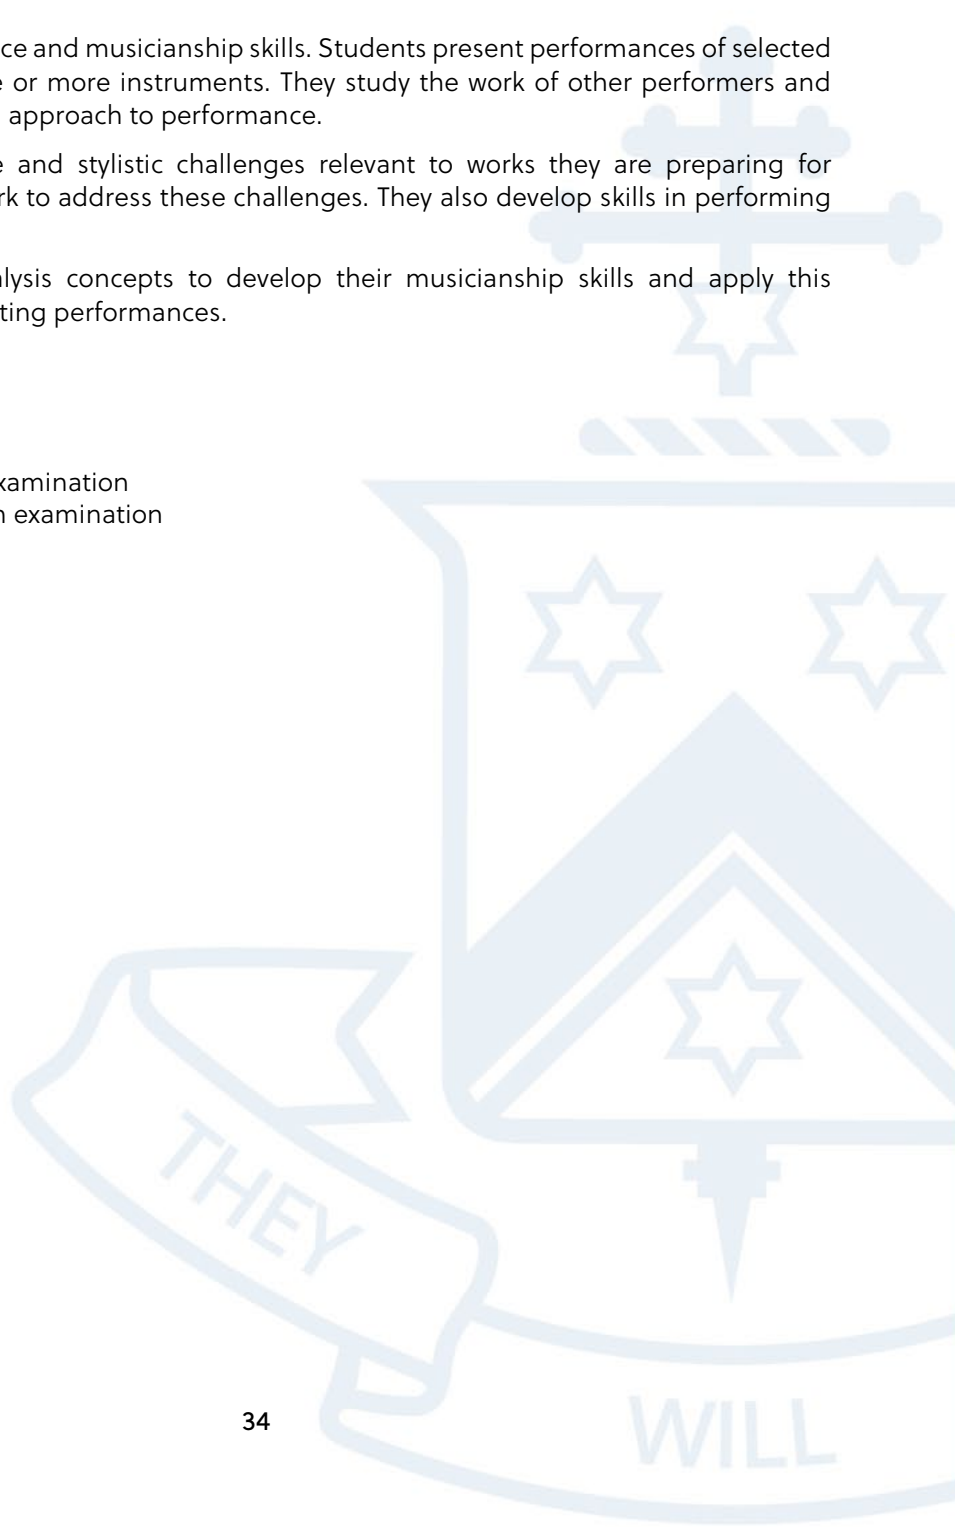 ce and musicianship skills. Students present performances of selected
e or more instruments. They study the work of other performers and
approach to performance.
e and stylistic challenges relevant to works they are preparing for
rk to address these challenges. They also develop skills in performing
alysis concepts to develop their musicianship skills and apply this
ting performances.
xamination
n examination
THEY
34
WILL